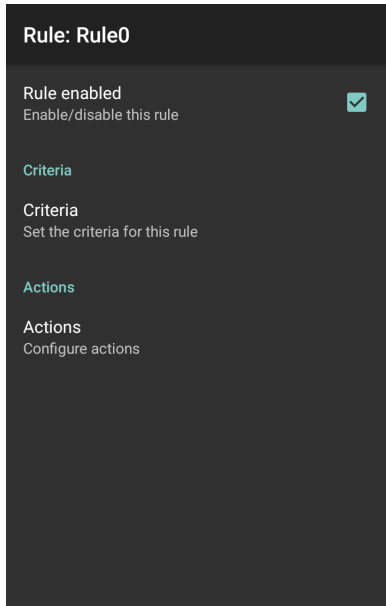 Rule: Rule0
Rule enabled
Enable/disable this rule
Criteria
Criteria
Set the criteria for this rule
Actions
Actions
Configure actions